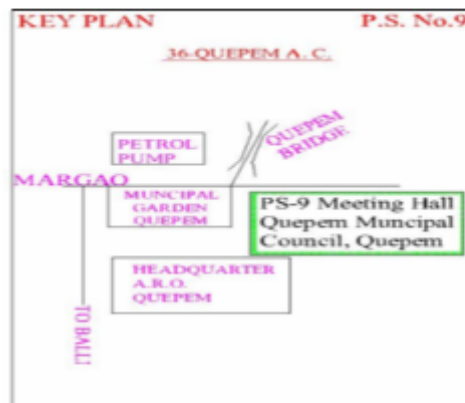 KEY PLAN P.S. No.9
36-QUEPEM A. C.
PETROL
PUMP
QUEPEM
BRIDGE
MARGAO
MUNCIPAL
GARDEN
QUEPEM
PS-9 Meeting Hall
Quepem Muncipal
Council, Quepem
HEADQUARTER
A.R.O.
QUEPEM
TO BALLI